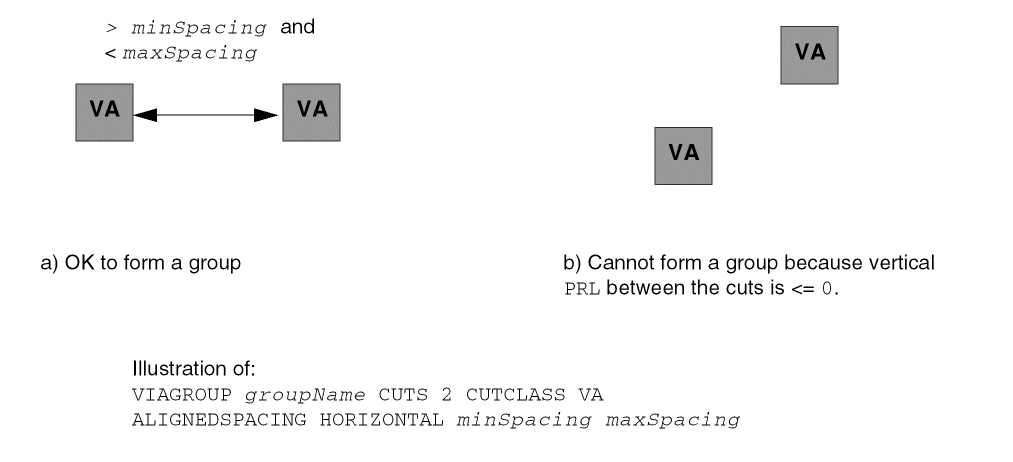 > minSpacing and
< maxSpacing
VA
VA
VA
VA
a) OK to form a group
b) Cannot form a group because vertical
PRL between the cuts is <= 0.
Illustration of:
VIAGROUP groupName CUTS 2 CUTCLASS VA
ALIGNEDSPACING HORIZONTAL minSpacing maxSpacing